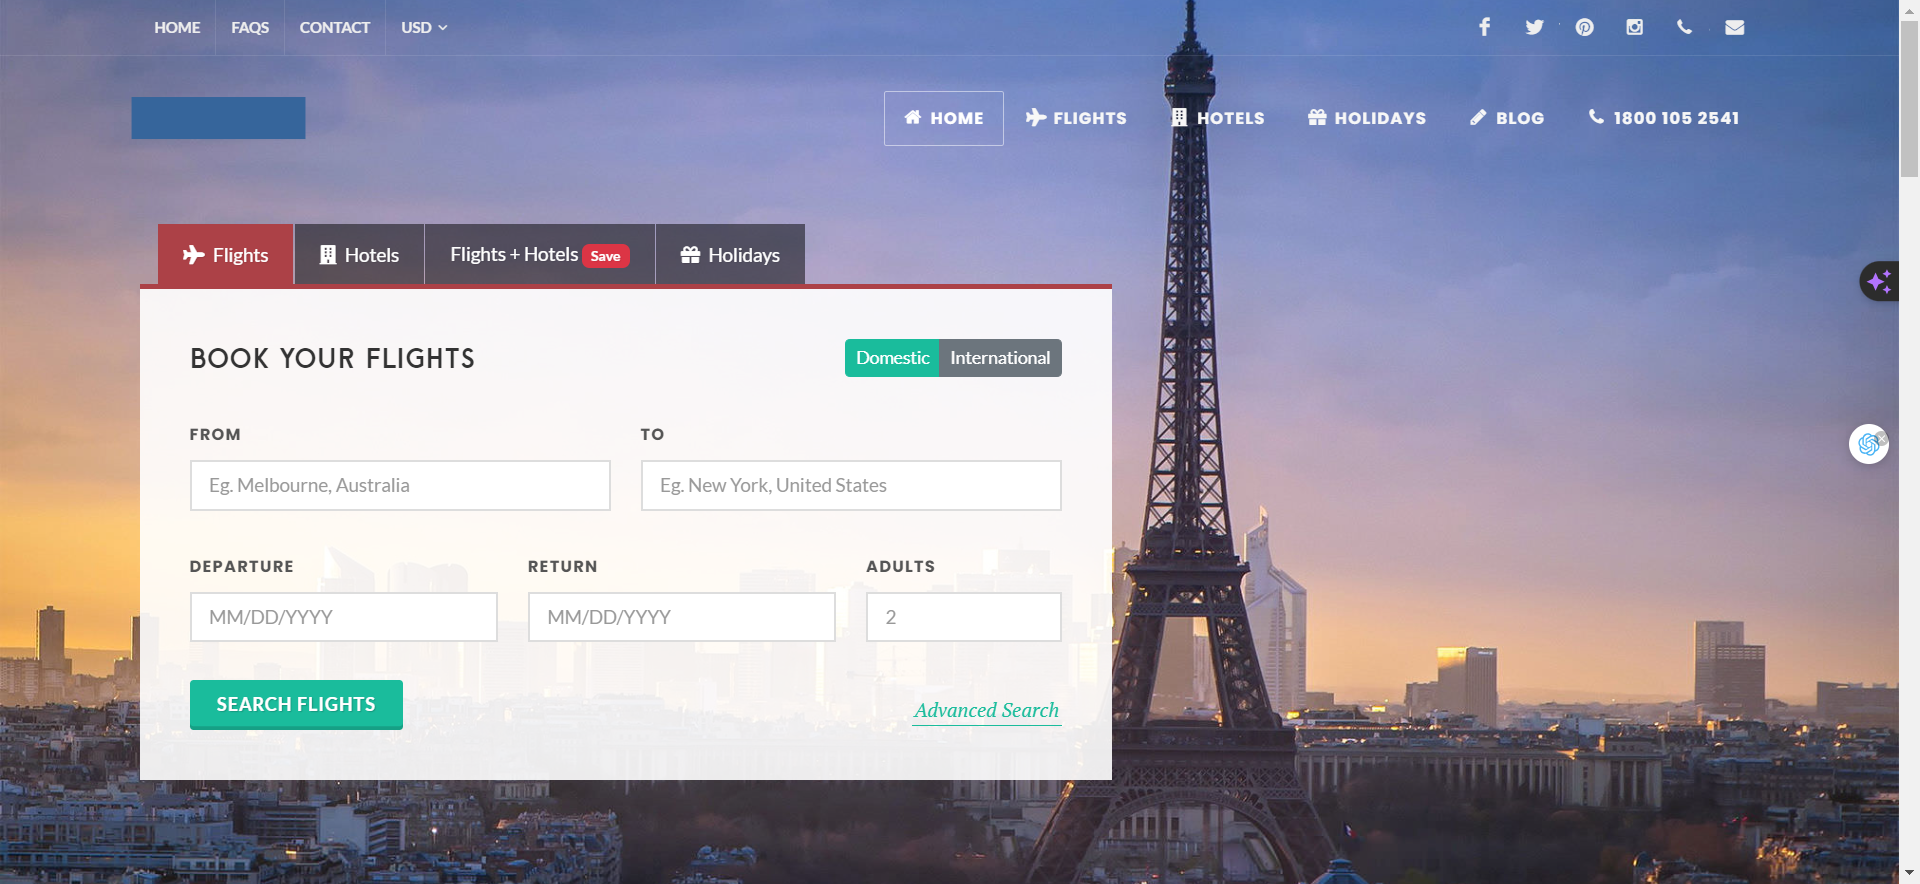 HOME FAQS CONTACT USD
HOME FLIGHTS HOTELS HOLIDAYS BLOG 1800 105 2541
Flights Hotels Flights + Hotels Save Holidays
BOOK YOUR FLIGHTS
Domestic International
FROM TO
Eg. Melbourne, Australia Eg. New York, United States
DEPARTURE RETURN ADULTS
MM/DD/YYYY MM/DD/YYYY 2
SEARCH FLIGHTS
Advanced Search